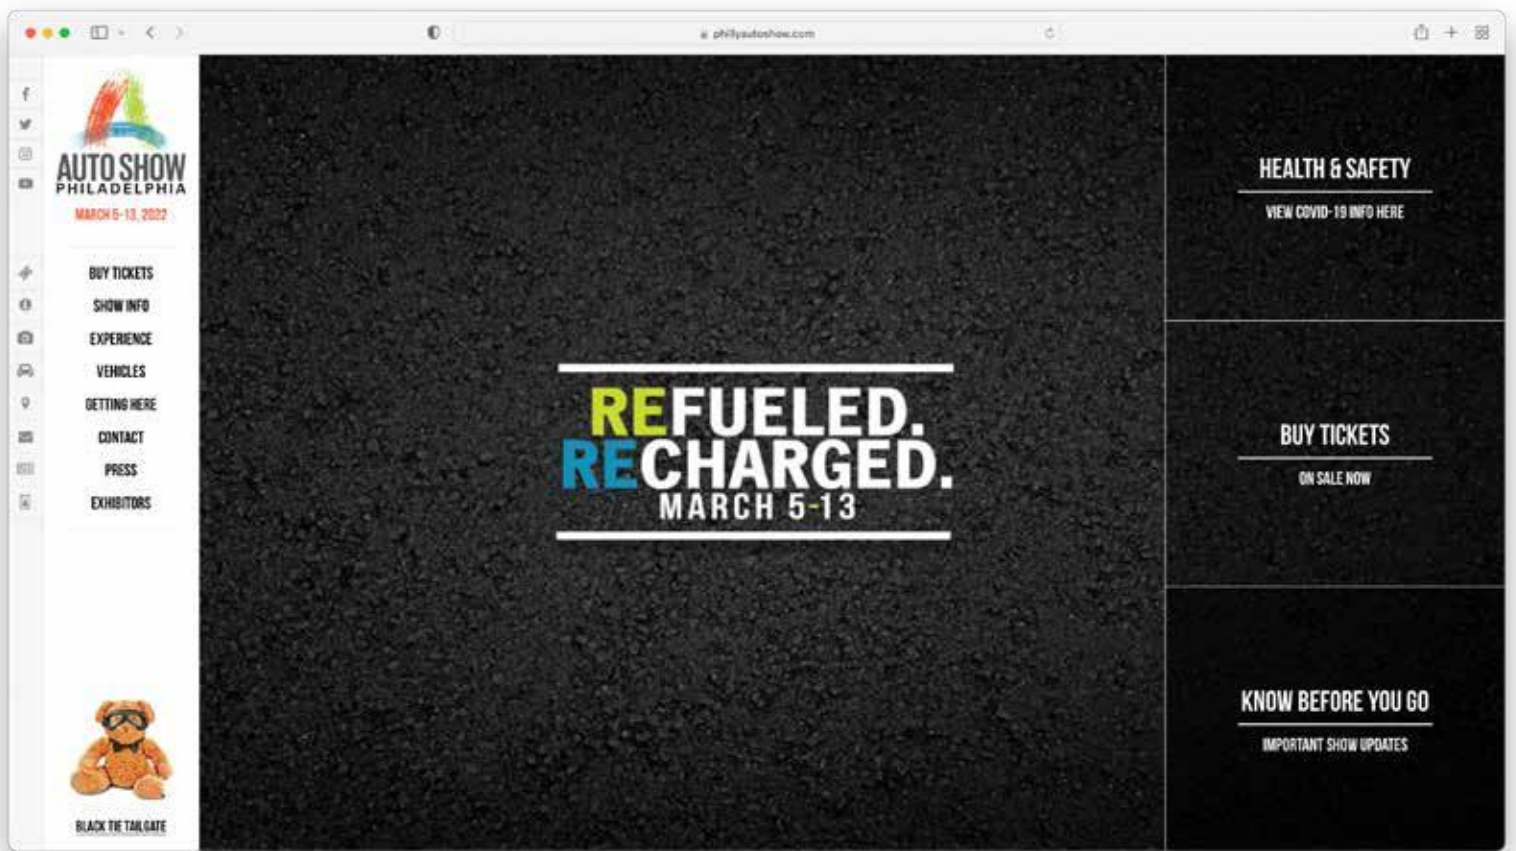 phillyautoshow.com
AUTO SHOW
PHILADELPHIA
MARCH 5-13, 2022
BUY TICKETS
SHOW INFO
EXPERIENCE
VEHICLES
GETTING HERE
CONTACT
PRESS
EXHIBITORS
BLACK TIE TAILGATE
REFUELED.
RECHARGED.
MARCH 5-13
HEALTH & SAFETY
VIEW COVID-19 INFO HERE
BUY TICKETS
ON SALE NOW
KNOW BEFORE YOU GO
IMPORTANT SHOW UPDATES